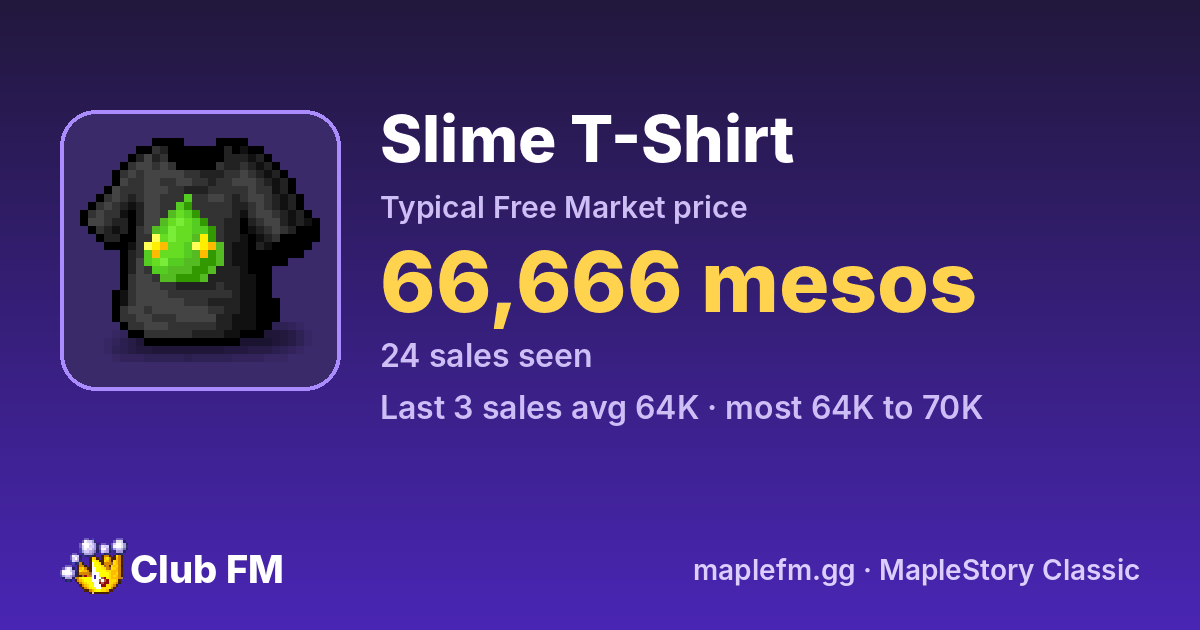 Slime T-Shirt
Typical Free Market price
66,666 mesos
24 sales seen
Last 3 sales avg 64K · most 64K to 70K
Club FM
maplefm.gg · MapleStory Classic